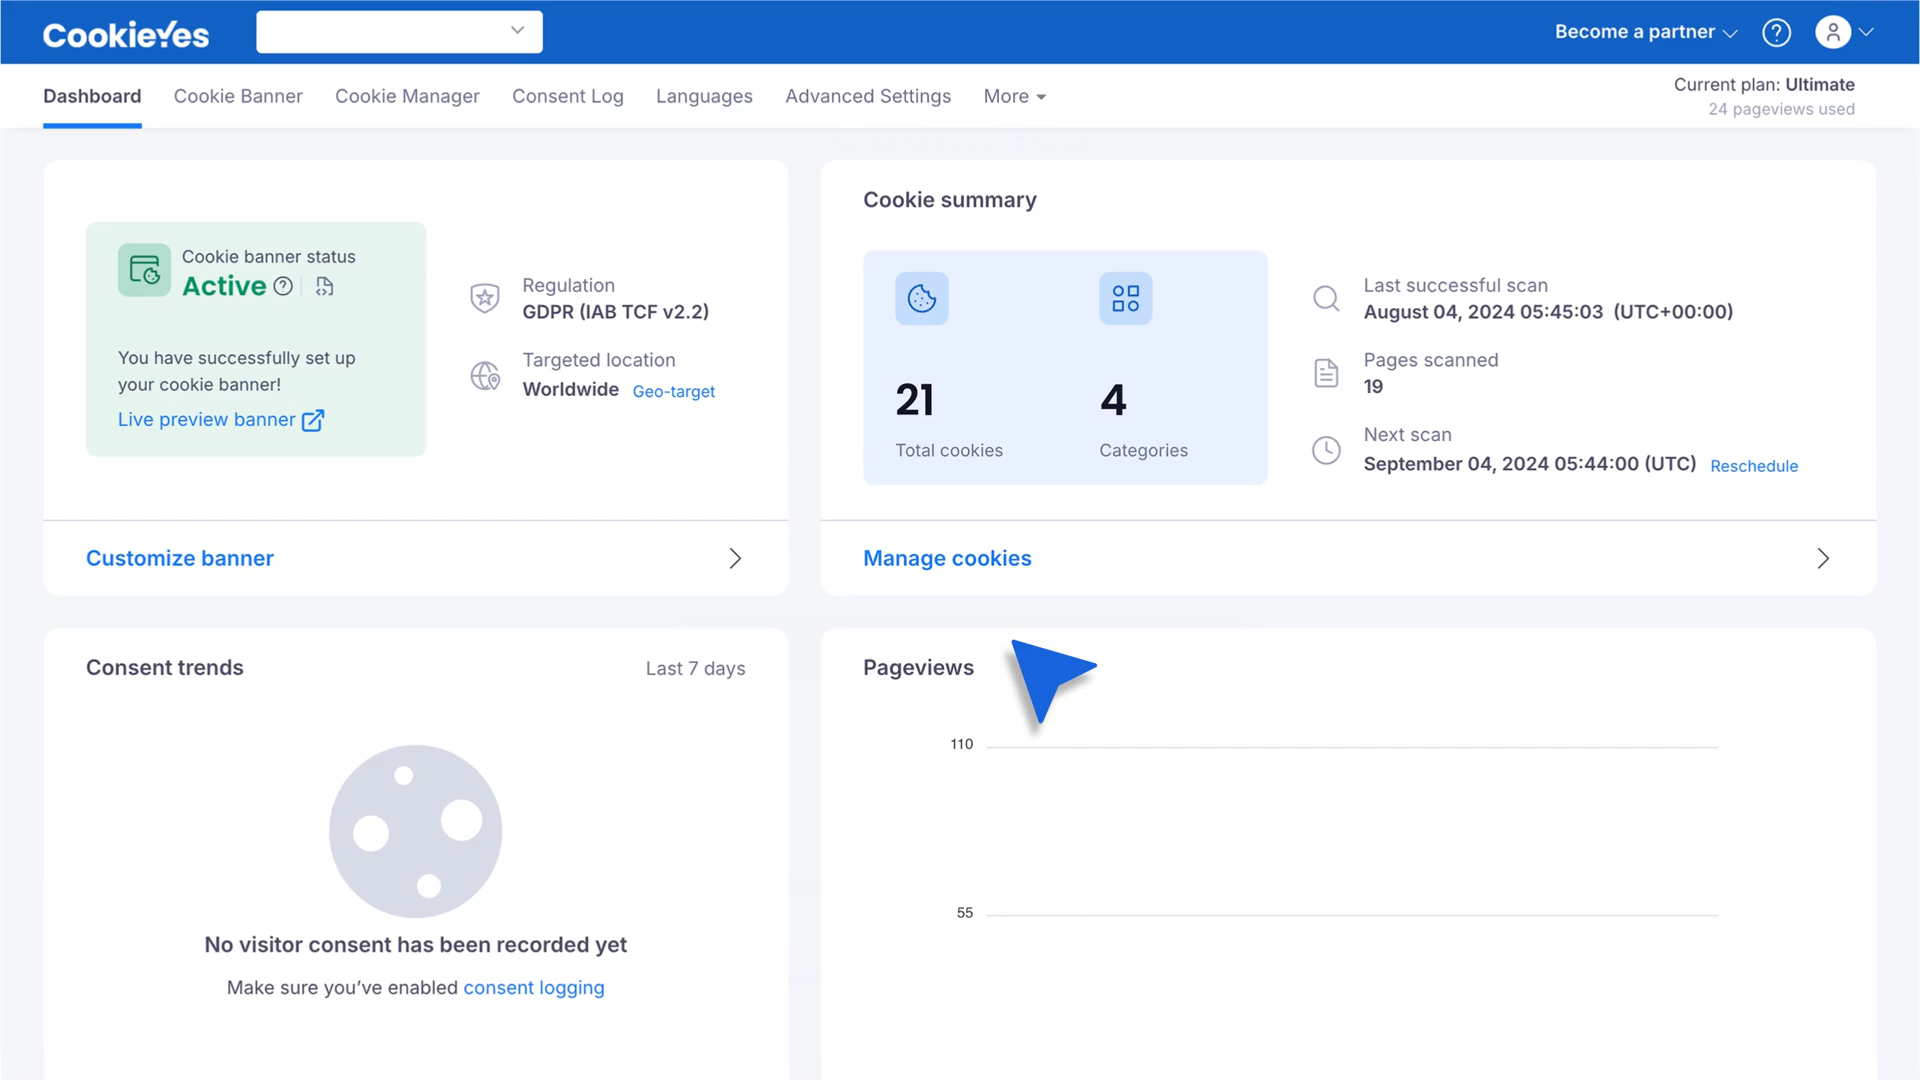 CookieYes
Become a partner
?
Dashboard
Cookie Banner
Cookie Manager
Consent Log
Languages
Advanced Settings
More
Current plan: Ultimate
24 pageviews used
Cookie banner status
Active
?
You have successfully set up
your cookie banner!
Live preview banner
Regulation
GDPR (IAB TCF v2.2)
Targeted location
Worldwide Geo-target
Customize banner
Cookie summary
21
Total cookies
4
Categories
Last successful scan
August 04, 2024 05:45:03 (UTC+00:00)
Pages scanned
19
Next scan
September 04, 2024 05:44:00 (UTC) Reschedule
Manage cookies
Consent trends
Last 7 days
No visitor consent has been recorded yet
Make sure you’ve enabled consent logging
Pageviews
110
55